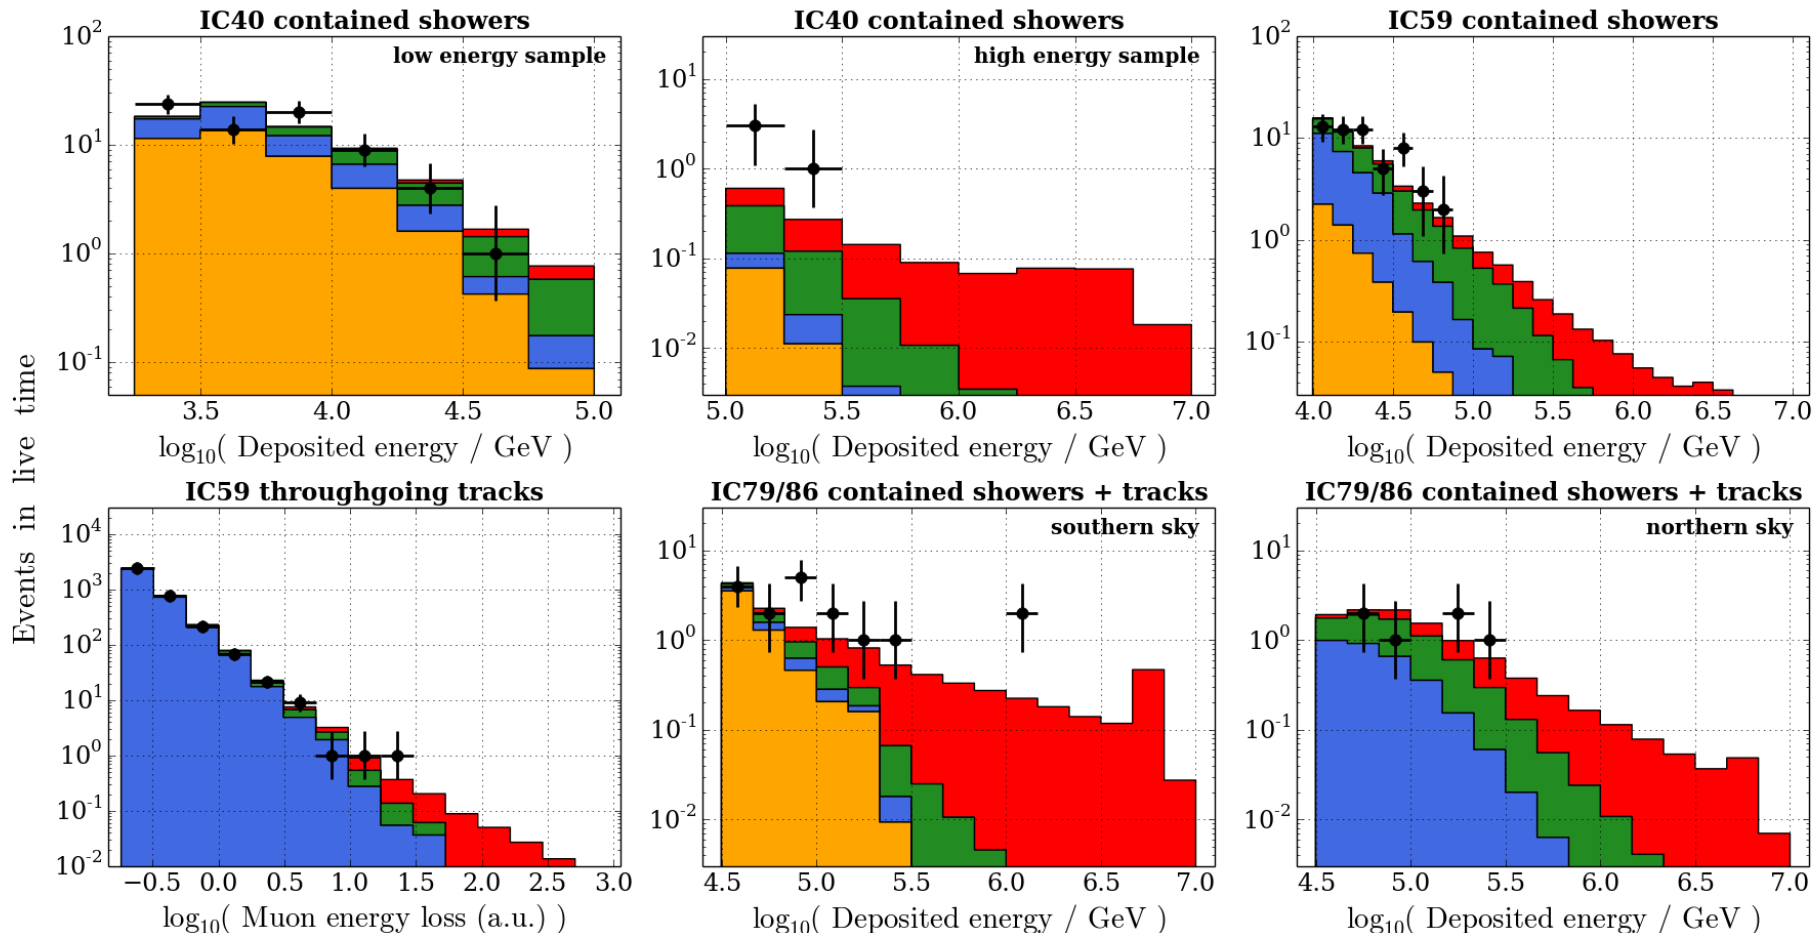 IC40 contained showers
low energy sample
10² 10¹ 10⁰ 10⁻¹
3.5 4.0 4.5 5.0
log₁₀( Deposited energy / GeV )
IC40 contained showers
high energy sample
10¹ 10⁰ 10⁻¹ 10⁻²
5.0 5.5 6.0 6.5 7.0
log₁₀( Deposited energy / GeV )
IC59 contained showers
10² 10¹ 10⁰ 10⁻¹
4.0 4.5 5.0 5.5 6.0 6.5 7.0
log₁₀( Deposited energy / GeV )
Events in live time
IC59 throughgoing tracks
10⁴ 10³ 10² 10¹ 10⁰ 10⁻¹ 10⁻²
−0.5 0.0 0.5 1.0 1.5 2.0 2.5 3.0
log₁₀( Muon energy loss (a.u.) )
IC79/86 contained showers + tracks
southern sky
10¹ 10⁰ 10⁻¹ 10⁻²
4.5 5.0 5.5 6.0 6.5 7.0
log₁₀( Deposited energy / GeV )
IC79/86 contained showers + tracks
northern sky
10¹ 10⁰ 10⁻¹ 10⁻²
4.5 5.0 5.5 6.0 6.5 7.0
log₁₀( Deposited energy / GeV )